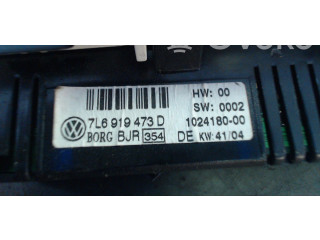 HW: 00
SW: 0002
7L6 919 473 D 1024180-00
BORG BJR 354 DE KW: 41/04